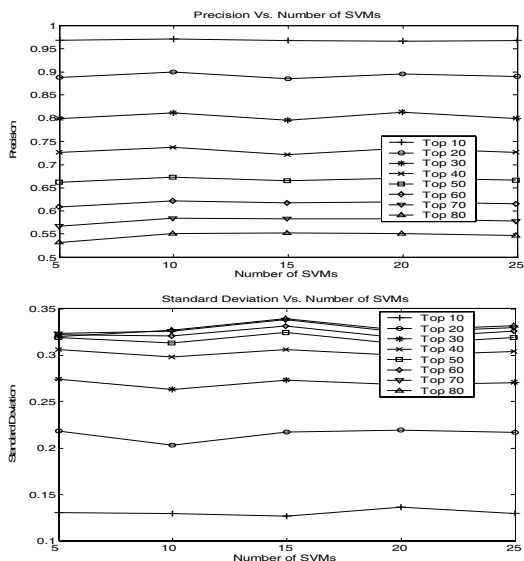 Precision Vs. Number of SVMs
1
0.95
0.9
0.85
0.8
0.75
0.7
0.65
0.6
0.55
0.5
Precision
Top 10
Top 20
Top 30
Top 40
Top 50
Top 60
Top 70
Top 80
5
10
15
20
25
Number of SVMs
Standard Deviation Vs. Number of SVMs
0.35
0.3
0.25
0.2
0.15
0.1
Standard Deviation
Top 10
Top 20
Top 30
Top 40
Top 50
Top 60
Top 70
Top 80
5
10
15
20
25
Number of SVMs